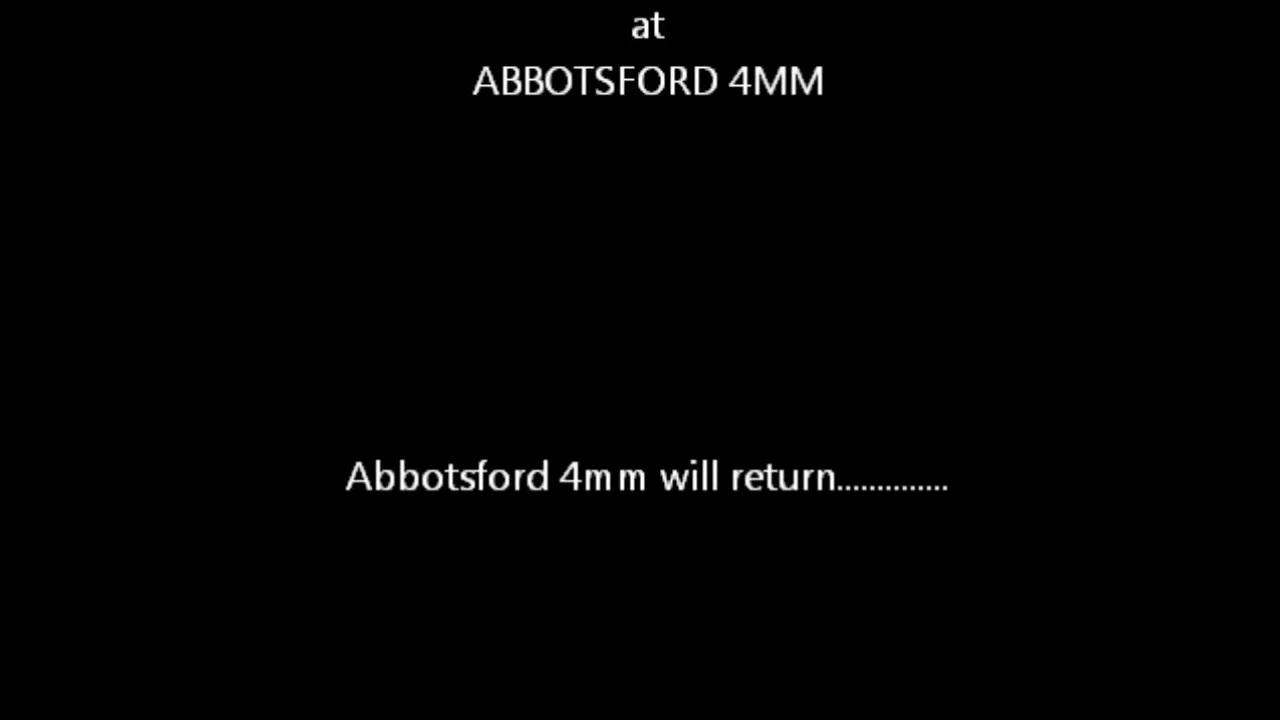 at
ABBOTSFORD 4MM
Abbotsford 4mm will return..............